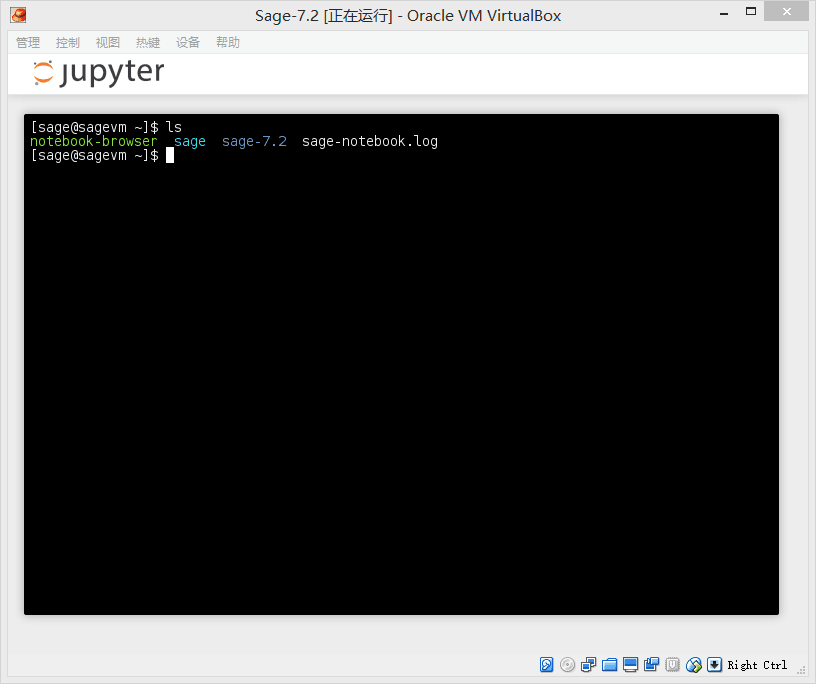 Sage-7.2 [正在运行] - Oracle VM VirtualBox
管理 控制 视图 热键 设备 帮助
jupyter
[sage@sagevm ~]$ ls
notebook-browser sage sage-7.2 sage-notebook.log
[sage@sagevm ~]$
Right Ctrl